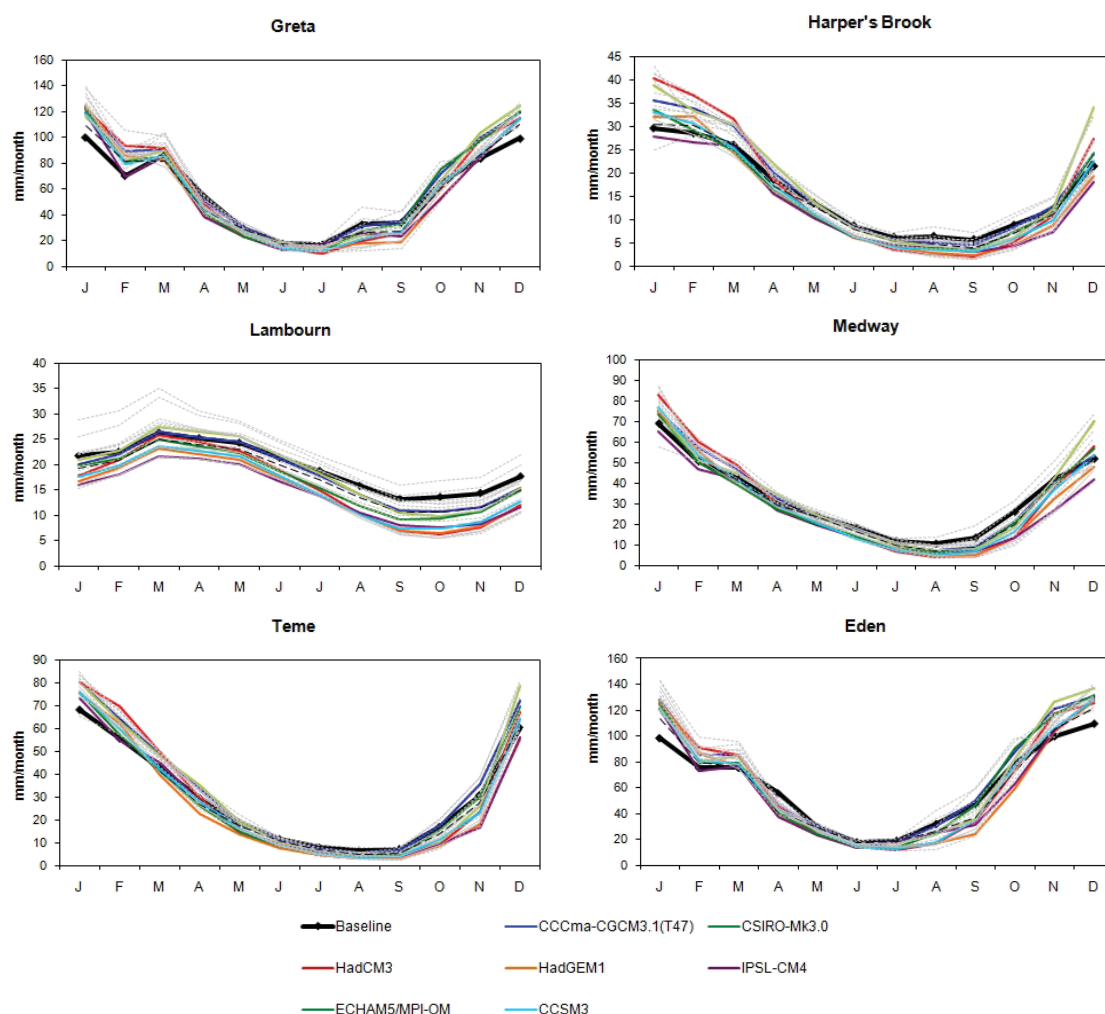 Greta
mm/month
160
140
120
100
80
60
40
20
0
J F M A M J J A S O N D
Harper's Brook
mm/month
45
40
35
30
25
20
15
10
5
0
J F M A M J J A S O N D
Lambourn
mm/month
40
35
30
25
20
15
10
5
0
J F M A M J J A S O N D
Medway
mm/month
100
90
80
70
60
50
40
30
20
10
0
J F M A M J J A S O N D
Teme
mm/month
90
80
70
60
50
40
30
20
10
0
J F M A M J J A S O N D
Eden
mm/month
160
140
120
100
80
60
40
20
0
J F M A M J J A S O N D
Baseline CCCma-CGCM3.1(T47) CSIRO-Mk3.0
HadCM3 HadGEM1 IPSL-CM4
ECHAM5/MPI-OM CCSM3